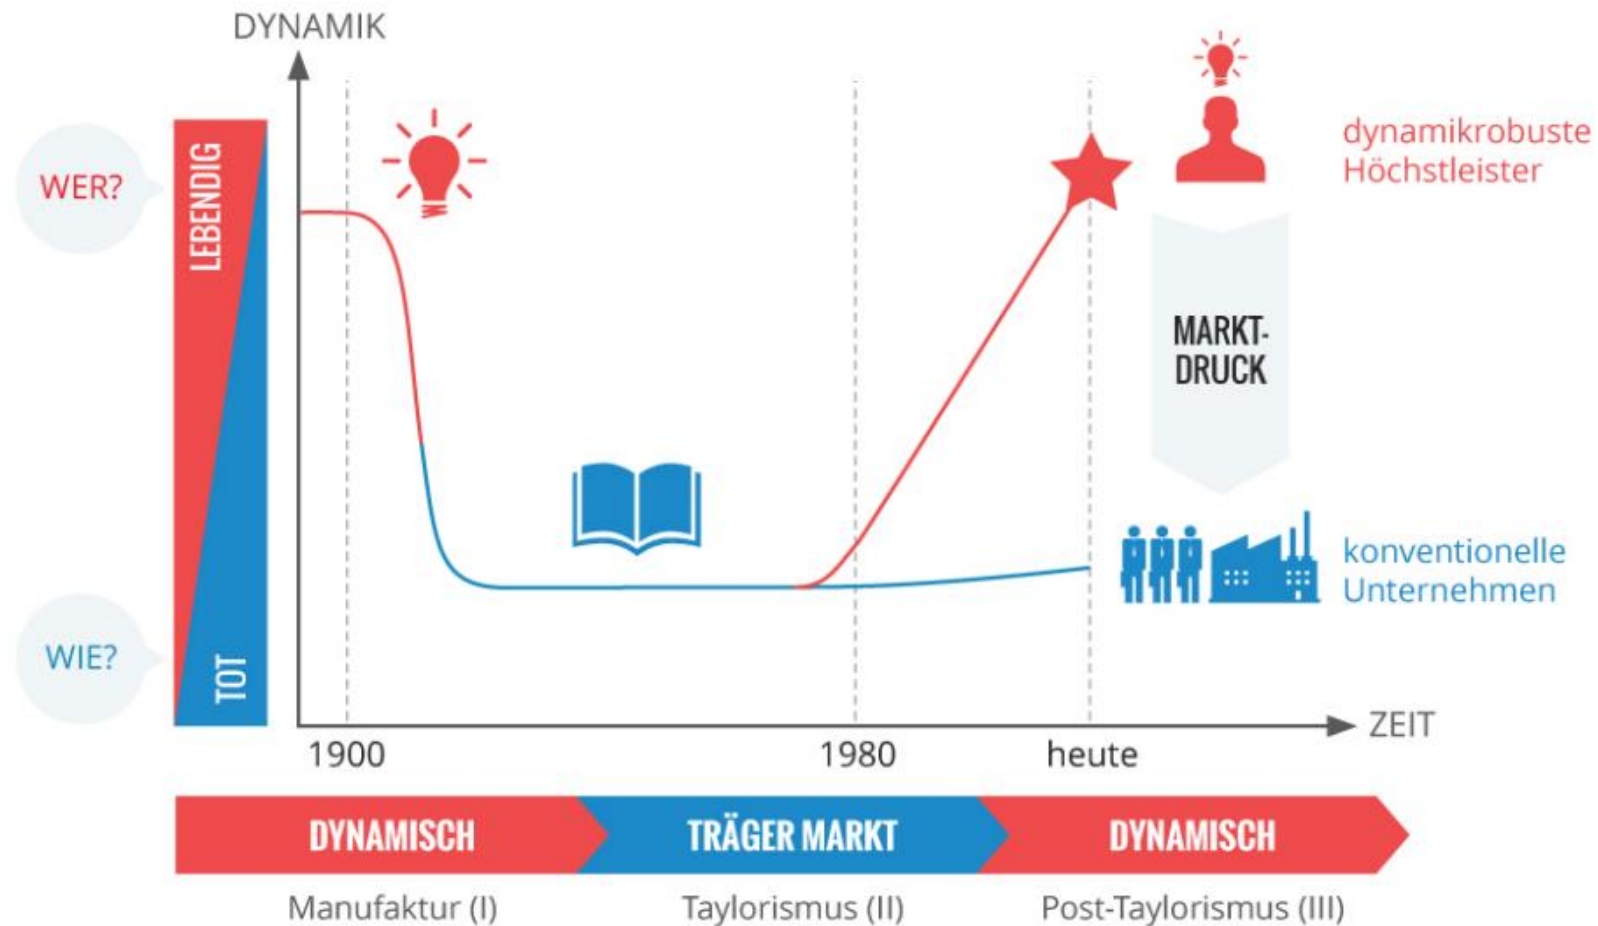 DYNAMIK
WER?
LEBENDIG
TOT
WIE?
dynamikrobuste
Höchstleister
MARKT-
DRUCK
konventionelle
Unternehmen
ZEIT
1900
1980
heute
DYNAMISCH
TRÄGER MARKT
DYNAMISCH
Manufaktur (I)
Taylorismus (II)
Post-Taylorismus (III)